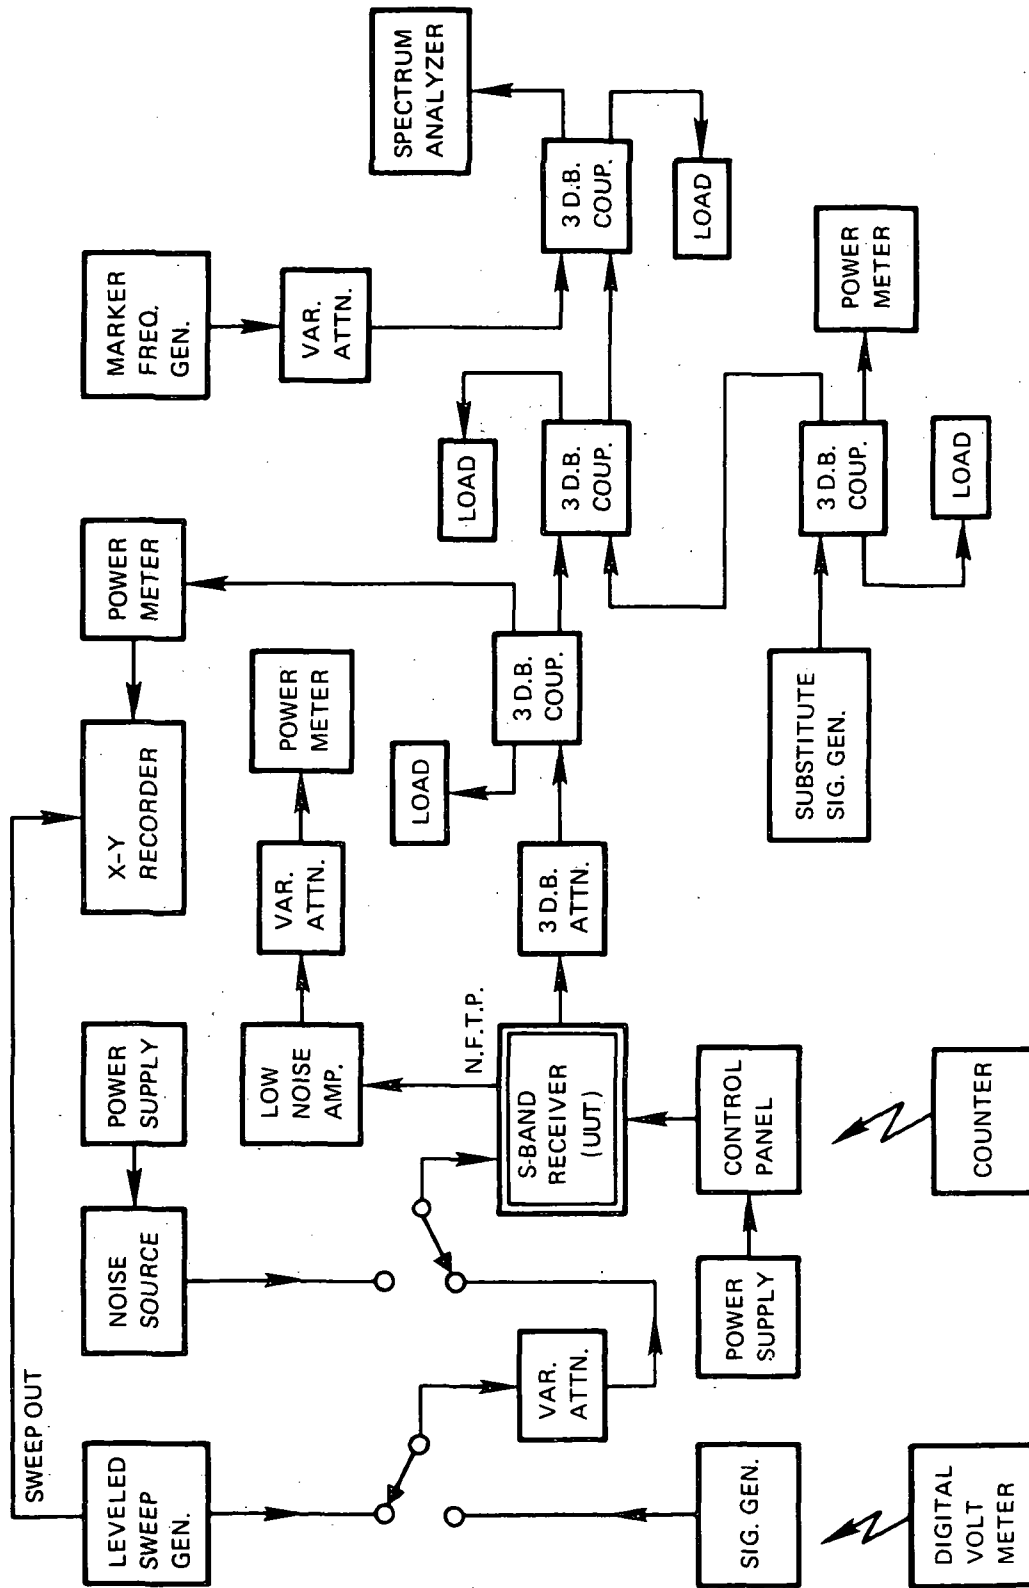 SWEEP OUT
LEVELED
SWEEP
GEN.
NOISE
SOURCE
POWER
SUPPLY
X-Y
RECORDER
POWER
METER
MARKER
FREQ.
GEN.
SPECTRUM
ANALYZER
LOW
NOISE
AMP.
VAR.
ATTN.
POWER
METER
VAR.
ATTN.
LOAD
LOAD
N.F.T.P.
VAR.
ATTN.
S-BAND
RECEIVER
(UUT)
3 D.B.
ATTN.
3 D.B.
COUP.
3 D.B.
COUP.
3 D.B.
COUP.
LOAD
SIG. GEN.
POWER
SUPPLY
CONTROL
PANEL
SUBSTITUTE
SIG. GEN.
3 D.B.
COUP.
POWER
METER
DIGITAL
VOLT
METER
COUNTER
LOAD